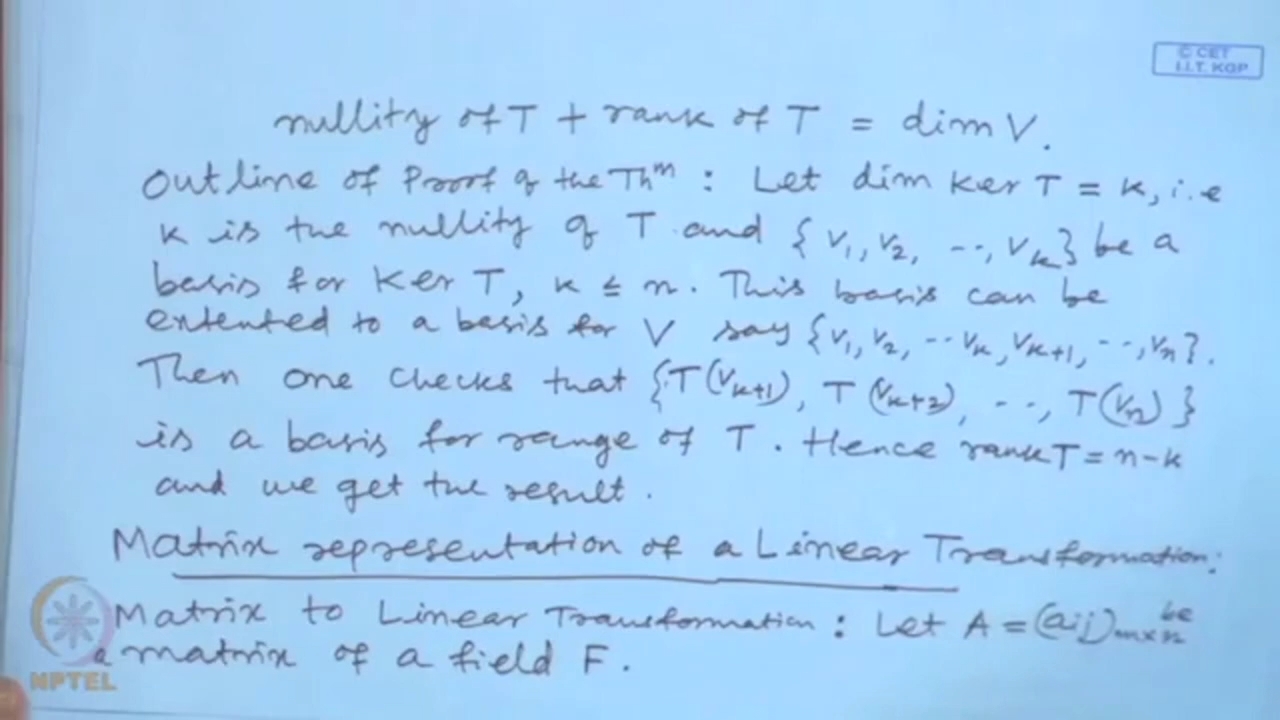 © CET
I.I.T. KGP
nullity of T + rank of T = dim V.
Outline of Proof of the Thᵐ : Let dim Ker T = k, i.e
k is the nullity of T and {v₁, v₂, --, vₖ} be a
basis for Ker T, k ≤ n. This basis can be
extented to a basis for V say {v₁, v₂, --vₖ, vₖ₊₁, --, vₙ}.
Then one checks that {T(vₖ₊₁), T(vₖ₊₂), --, T(vₙ)}
is a basis for range of T. Hence rank T = n-k
and we get the result.
Matrix representation of a Linear Transformation:
Matrix to Linear Transformation : Let A = (aij)ₘₓₙ be
a matrix of a field F.
NPTEL